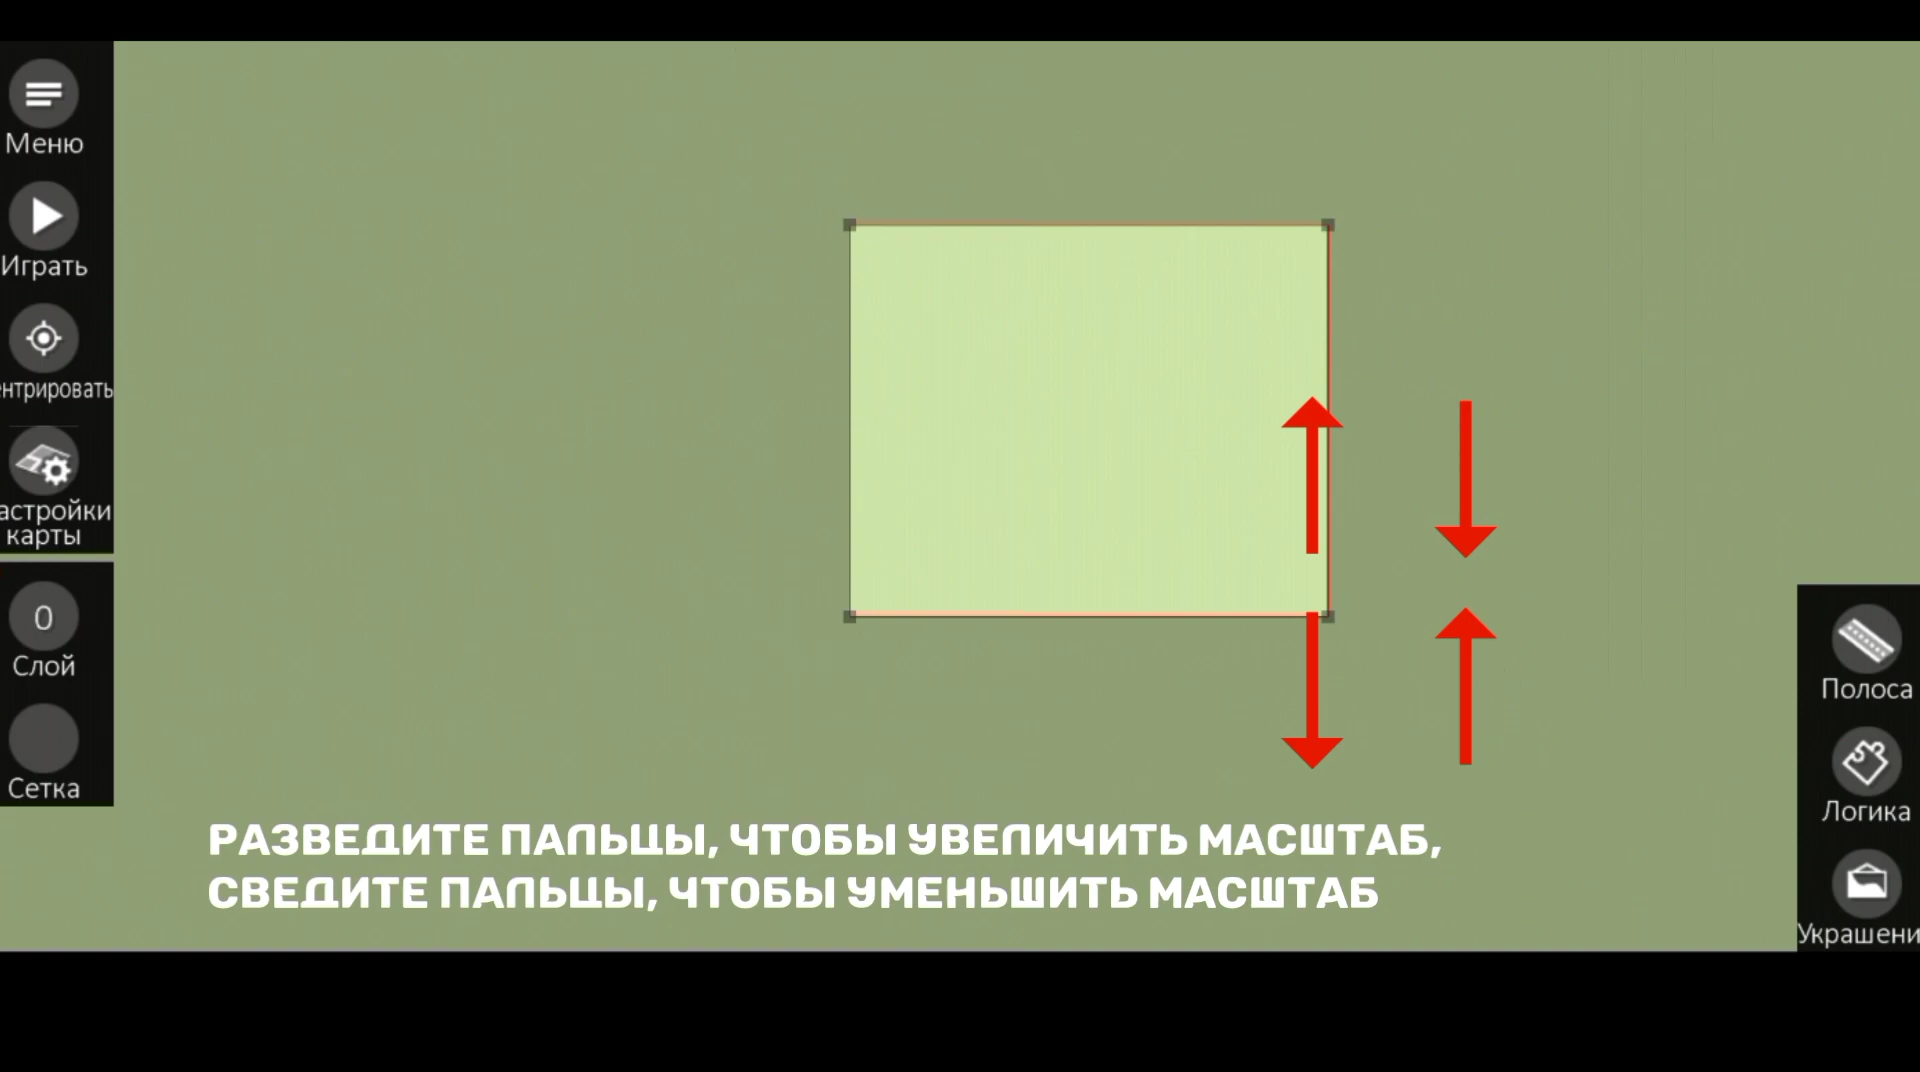 Меню
Играть
ентрировать
астройки
карты
0
Слой
Сетка
Полоса
Логика
Украшени
РАЗВЕДИТЕ ПАЛЬЦЫ, ЧТОБЫ УВЕЛИЧИТЬ МАСШТАБ,
СВЕДИТЕ ПАЛЬЦЫ, ЧТОБЫ УМЕНЬШИТЬ МАСШТАБ